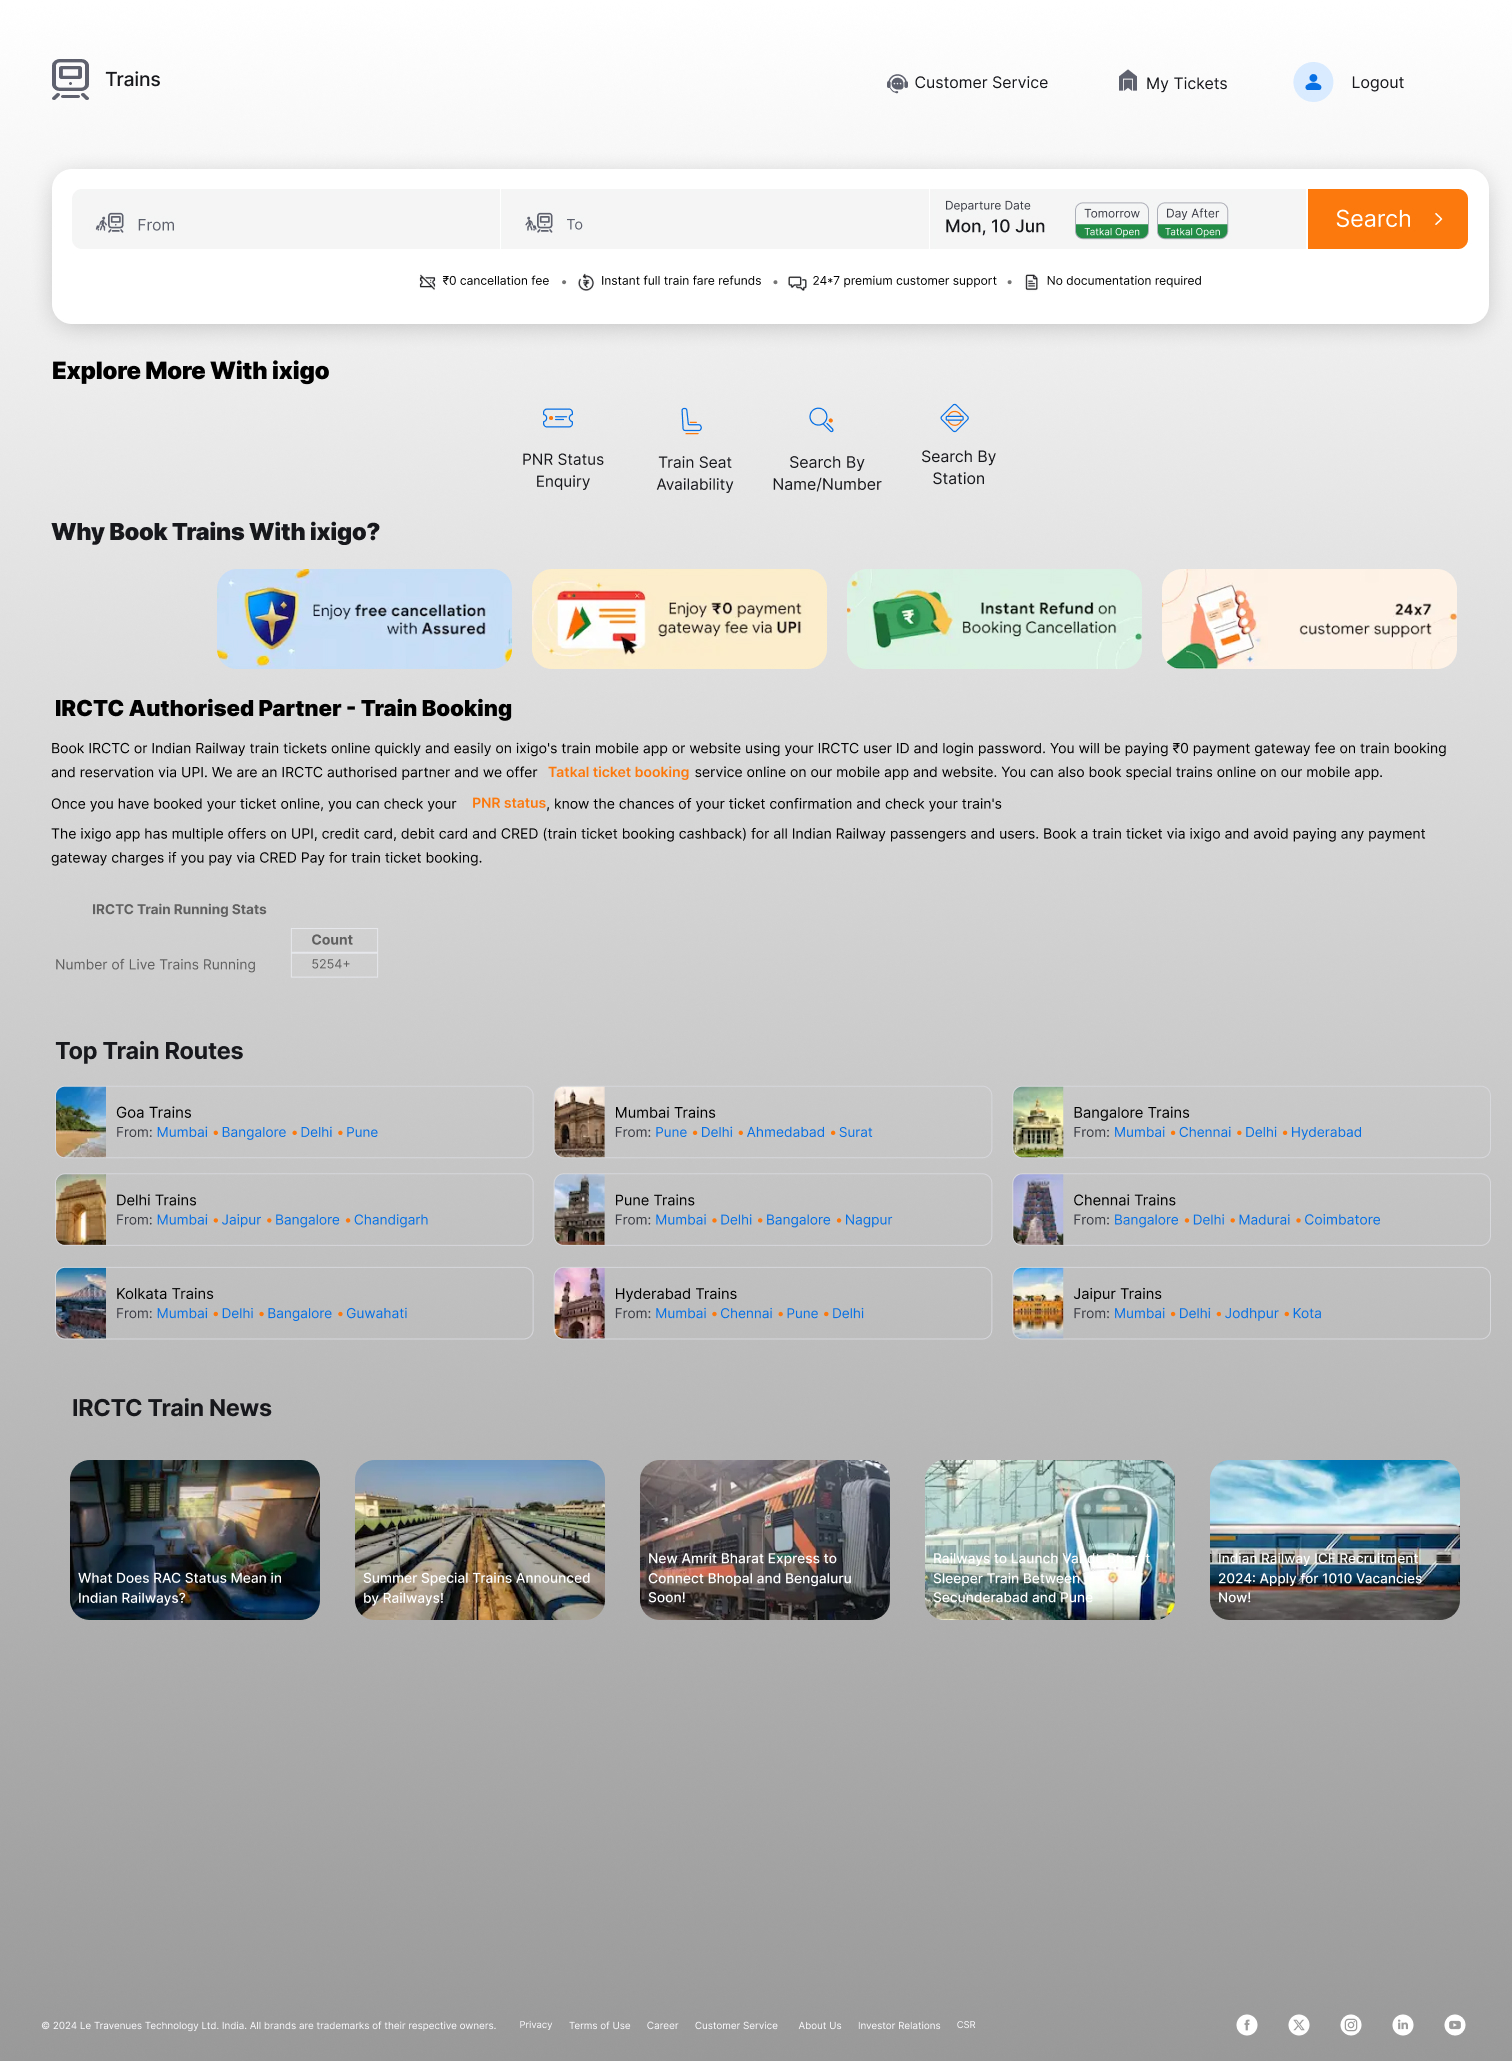 Trains
Customer Service
My Tickets
Logout
From
To
Departure Date
Mon, 10 Jun
Tomorrow
Tatkal Open
Day After
Tatkal Open
Search
₹0 cancellation fee • Instant full train fare refunds • 24*7 premium customer support • No documentation required
Explore More With ixigo
PNR Status
Enquiry
Train Seat
Availability
Search By
Name/Number
Search By
Station
Why Book Trains With ixigo?
Enjoy free cancellation
with Assured
Enjoy ₹0 payment
gateway fee via UPI
Instant Refund on
Booking Cancellation
24x7
customer support
IRCTC Authorised Partner - Train Booking
Book IRCTC or Indian Railway train tickets online quickly and easily on ixigo's train mobile app or website using your IRCTC user ID and login password. You will be paying ₹0 payment gateway fee on train booking
and reservation via UPI. We are an IRCTC authorised partner and we offer Tatkal ticket booking service online on our mobile app and website. You can also book special trains online on our mobile app.
Once you have booked your ticket online, you can check your PNR status, know the chances of your ticket confirmation and check your train's
The ixigo app has multiple offers on UPI, credit card, debit card and CRED (train ticket booking cashback) for all Indian Railway passengers and users. Book a train ticket via ixigo and avoid paying any payment
gateway charges if you pay via CRED Pay for train ticket booking.
IRCTC Train Running Stats
Count
Number of Live Trains Running 5254+
Top Train Routes
Goa Trains
From: Mumbai • Bangalore • Delhi • Pune
Mumbai Trains
From: Pune • Delhi • Ahmedabad • Surat
Bangalore Trains
From: Mumbai • Chennai • Delhi • Hyderabad
Delhi Trains
From: Mumbai • Jaipur • Bangalore • Chandigarh
Pune Trains
From: Mumbai • Delhi • Bangalore • Nagpur
Chennai Trains
From: Bangalore • Delhi • Madurai • Coimbatore
Kolkata Trains
From: Mumbai • Delhi • Bangalore • Guwahati
Hyderabad Trains
From: Mumbai • Chennai • Pune • Delhi
Jaipur Trains
From: Mumbai • Delhi • Jodhpur • Kota
IRCTC Train News
What Does RAC Status Mean in
Indian Railways?
Summer Special Trains Announced
by Railways!
New Amrit Bharat Express to
Connect Bhopal and Bengaluru
Soon!
Railways to Launch Vande Bharat
Sleeper Train Between
Secunderabad and Pune
Indian Railway ICF Recruitment
2024: Apply for 1010 Vacancies
Now!
© 2024 Le Travenues Technology Ltd. India. All brands are trademarks of their respective owners. Privacy Terms of Use Career Customer Service About Us Investor Relations CSR